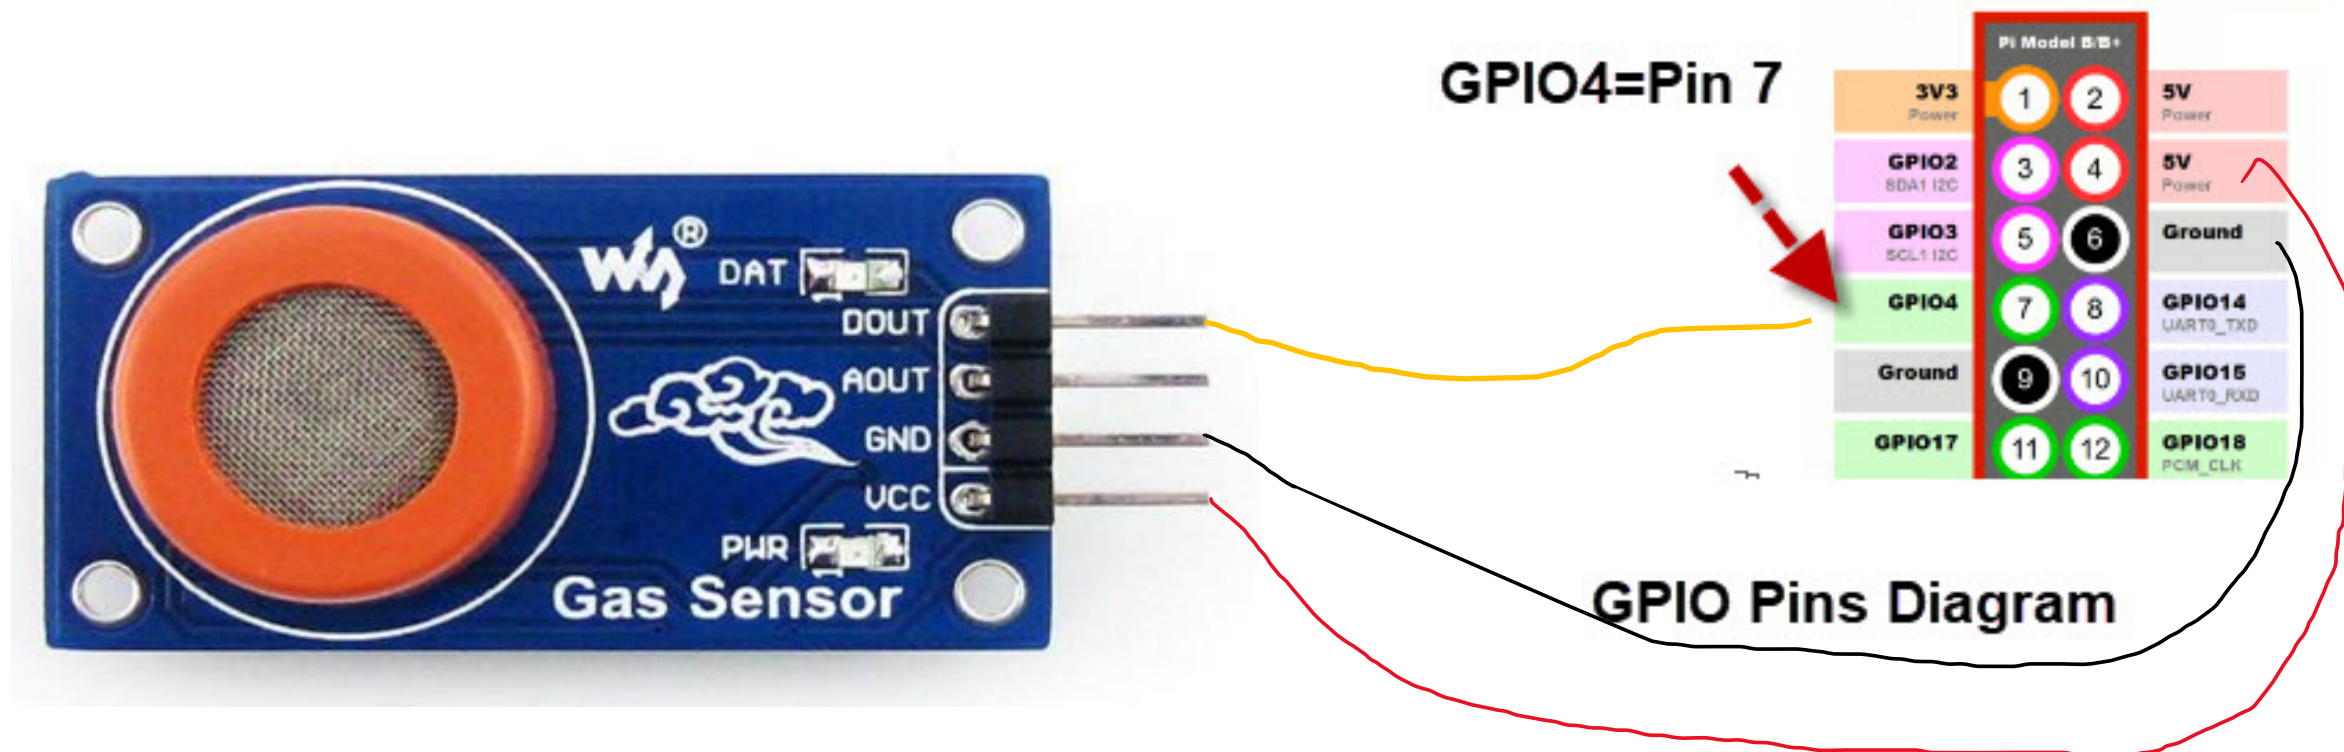 GPIO4=Pin 7
Pi Model B/B+
3V3 Power 1 2 5V Power
GPIO2 SDA1 I2C 3 4 5V Power
GPIO3 SCL1 I2C 5 6 Ground
GPIO4 7 8 GPIO14 UART0_TXD
Ground 9 10 GPIO15 UART0_RXD
GPIO17 11 12 GPIO18 PCM_CLK
®
DAT
DOUT
AOUT
GND
VCC
PWR
Gas Sensor
GPIO Pins Diagram